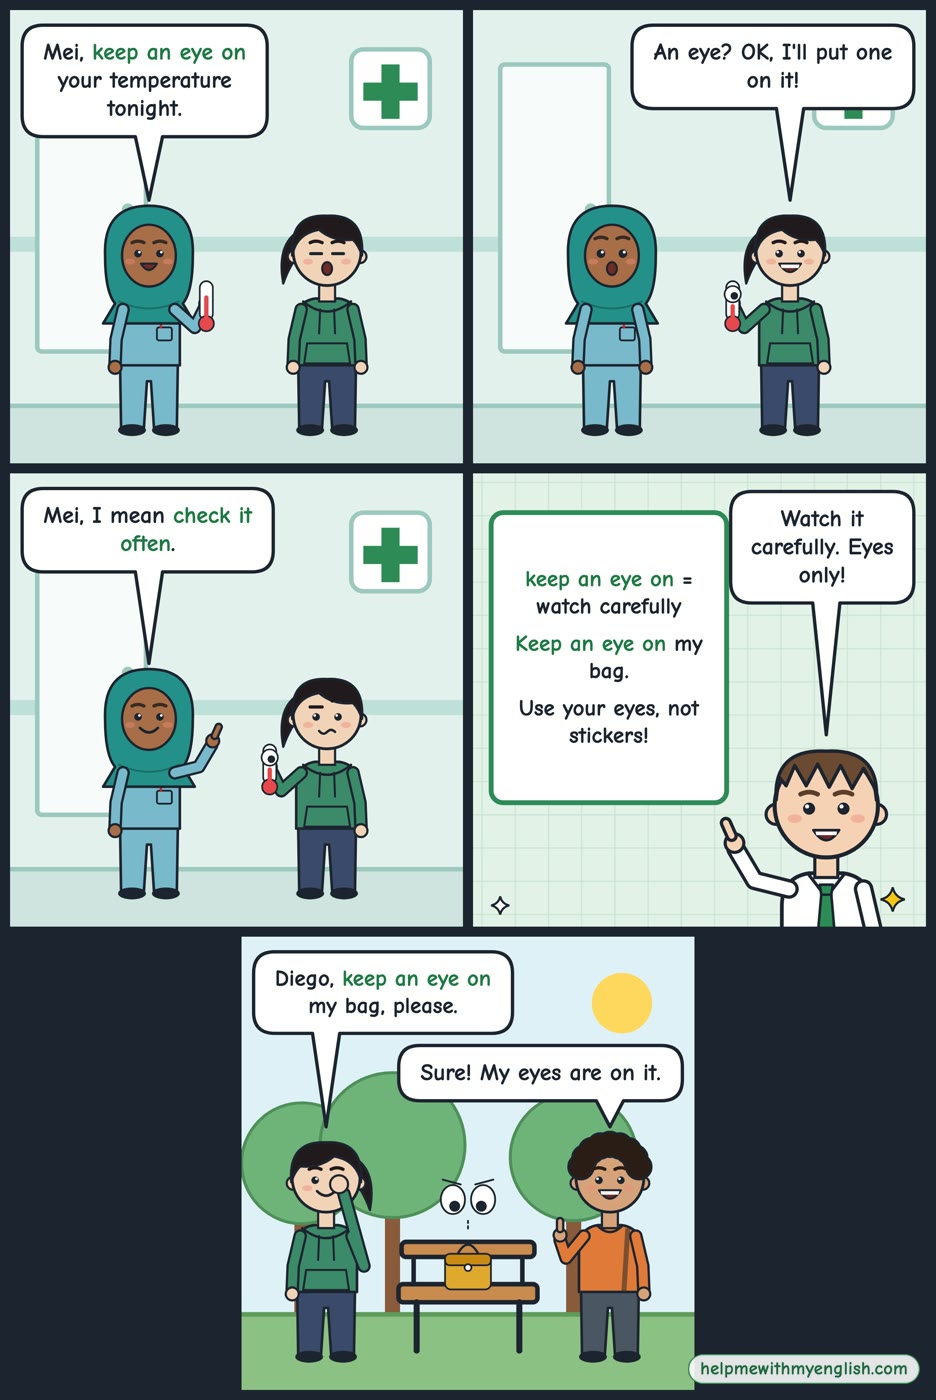 Mei, keep an eye on
your temperature
tonight.
An eye? OK, I'll put one
on it!
Mei, I mean check it
often.
keep an eye on =
watch carefully
Keep an eye on my
bag.
Use your eyes, not
stickers!
Watch it
carefully. Eyes
only!
Diego, keep an eye on
my bag, please.
Sure! My eyes are on it.
helpmewithmyenglish.com